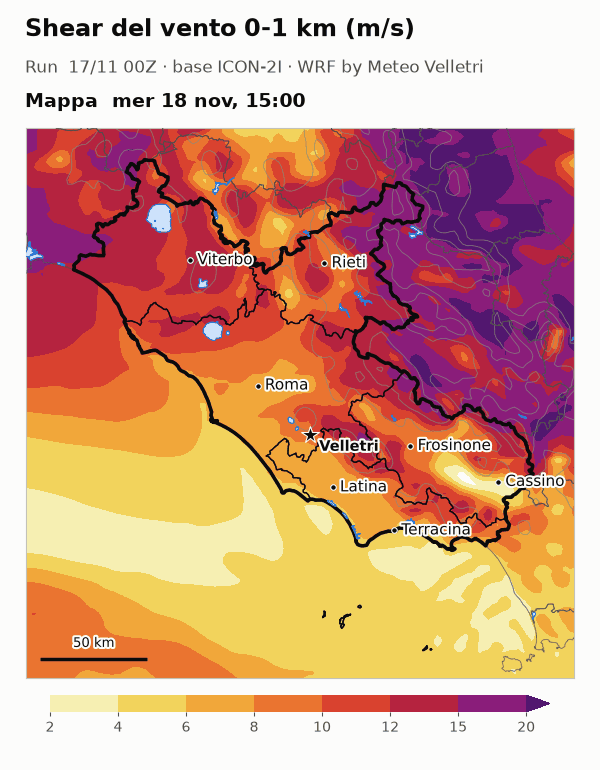 Shear del vento 0-1 km (m/s)
Run 17/11 00Z · base ICON-2I · WRF by Meteo Velletri
Mappa mer 18 nov, 15:00
Viterbo
Rieti
Roma
Velletri
Frosinone
Latina
Cassino
Terracina
50 km
2 4 6 8 10 12 15 20